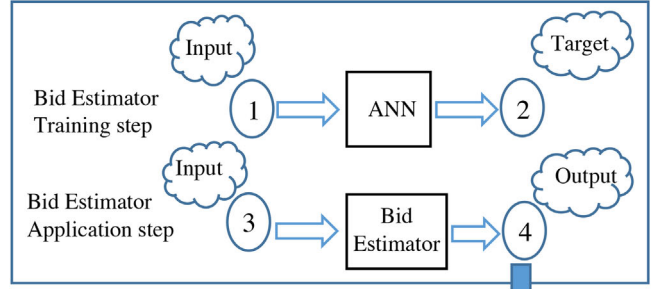 Input
Target
Bid Estimator
Training step
1
ANN
2
Input
Output
Bid Estimator
Application step
3
Bid
Estimator
4